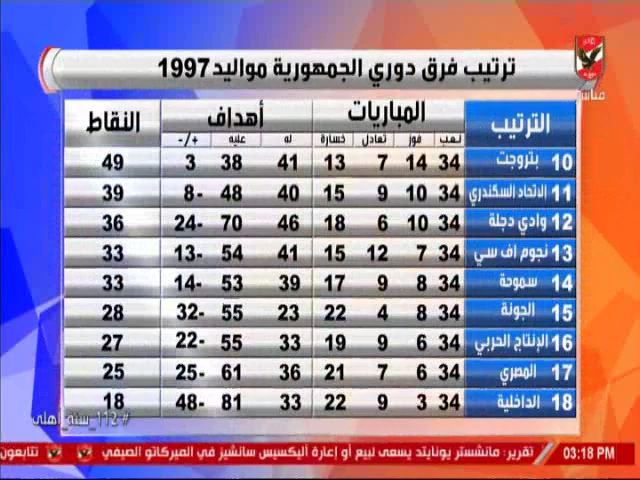 ترتيب فرق دوري الجمهورية مواليد 1997
مباشر
الترتيب المباريات أهداف النقاط
لعب فوز تعادل خسارة له عليه +/-
10 بتروجت 34 14 7 13 41 38 3 49
11 الاتحاد السكندري 34 10 9 15 40 48 8- 39
12 وادي دجلة 34 10 6 18 46 70 24- 36
13 نجوم اف سي 34 7 12 15 41 54 13- 33
14 سموحة 34 8 9 17 39 53 14- 33
15 الجونة 34 8 4 22 23 55 32- 28
16 الإنتاج الحربي 34 6 9 19 33 55 22- 27
17 المصري 34 6 7 21 36 61 25- 25
18 الداخلية 34 3 9 22 33 81 48- 18
#112_سنه_اهلي
03:18 PM تقرير: مانشستر يونايتد يسعى لبيع أو إعارة أليكسيس سانشيز في الميركاتو الصيفي تتابعون